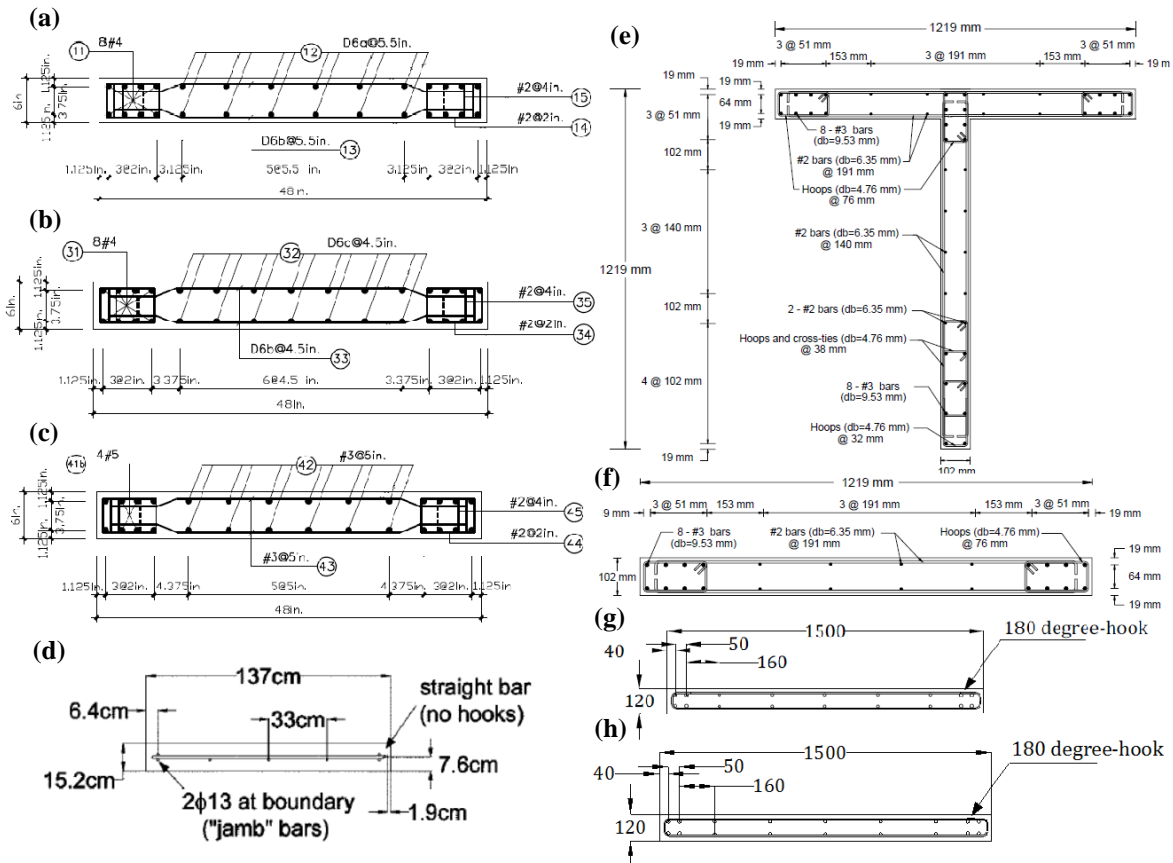 (a)
8#4
11
12
D6a@5.5in.
6in
1.125in.
3.75in.
1.125in.
#2@4in.
15
#2@2in.
14
D6b@5.5in.
13
1.125in.
3@2in.
3.125in.
5@5.5 in.
3.125in.
3@2in.
1.125in.
48in.
(b)
8#4
31
32
D6c@4.5in.
6in
1.125in.
3.75in.
1.125in.
#2@4in.
35
#2@2in.
34
D6b@4.5in.
33
1.125in.
3@2in.
3.375in.
6@4.5 in.
3.375in.
3@2in.
1.125in.
48in.
(c)
4#5
41b
42
#3@5in.
6in
1.125in.
3.75in.
1.125in.
#2@4in.
45
#2@2in.
44
#3@5in.
43
1.125in.
3@2in.
4.375in.
5@5in.
4.375in.
3@2in.
1.125in.
48in.
(d)
137cm
6.4cm
33cm
straight bar
(no hooks)
15.2cm
7.6cm
2ϕ13 at boundary
("jamb" bars)
1.9cm
(e)
1219 mm
3 @ 51 mm
3 @ 191 mm
3 @ 51 mm
19 mm
153 mm
153 mm
19 mm
19 mm
19 mm
3 @ 51 mm
64 mm
19 mm
8 - #3 bars
(db=9.53 mm)
102 mm
#2 bars (db=6.35 mm)
@ 191 mm
Hoops (db=4.76 mm)
@ 76 mm
3 @ 140 mm
#2 bars (db=6.35 mm)
@ 140 mm
1219 mm
102 mm
2 - #2 bars (db=6.35 mm)
Hoops and cross-ties (db=4.76 mm)
@ 38 mm
4 @ 102 mm
8 - #3 bars
(db=9.53 mm)
Hoops (db=4.76 mm)
@ 32 mm
19 mm
102 mm
(f)
1219 mm
3 @ 51 mm
153 mm
3 @ 191 mm
153 mm
3 @ 51 mm
9 mm
19 mm
8 - #3 bars
(db=9.53 mm)
#2 bars (db=6.35 mm)
@ 191 mm
Hoops (db=4.76 mm)
@ 76 mm
19 mm
102 mm
64 mm
19 mm
(g)
1500
180 degree-hook
50
40
160
120
(h)
1500
180 degree-hook
50
40
160
120